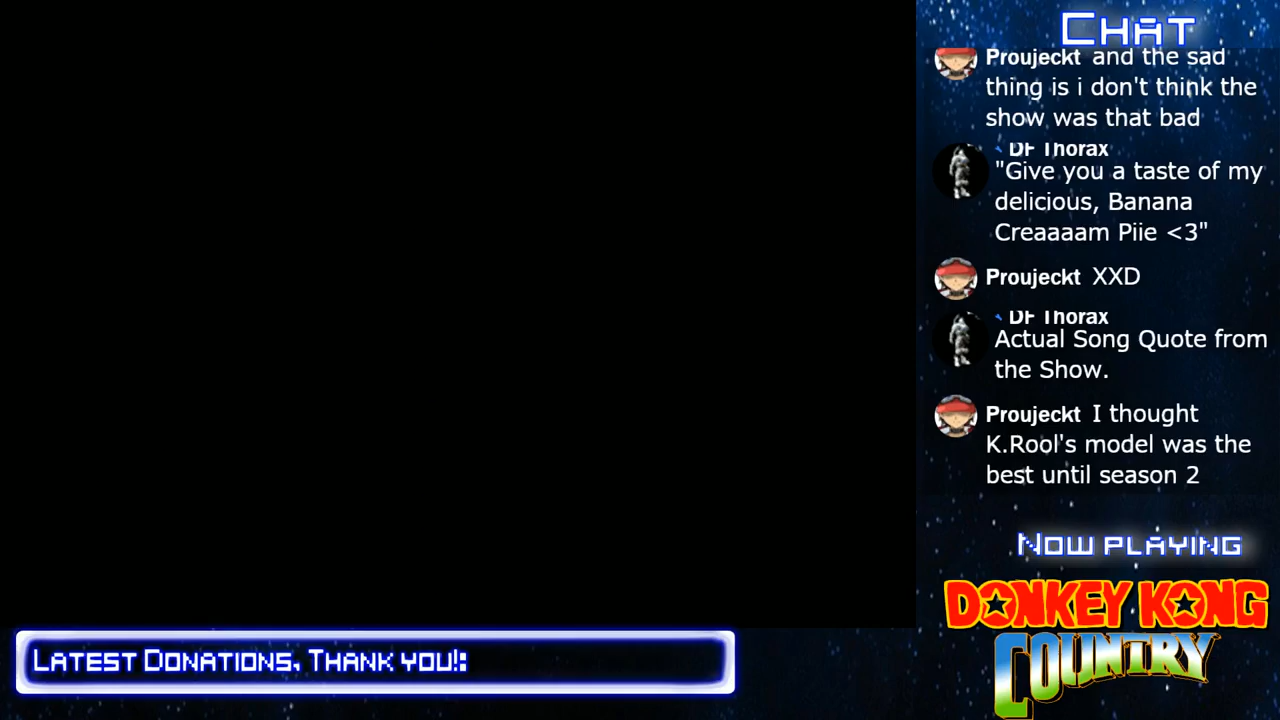 CHAT
Proujeckt and the sad
thing is i don't think the
show was that bad
DF Thorax
"Give you a taste of my
delicious, Banana
Creaaaam Piie <3"
Proujeckt XXD
DF Thorax
Actual Song Quote from
the Show.
Proujeckt I thought
K.Rool's model was the
best until season 2
NOW PLAYING
DONKEY KONG
COUNTRY
LATEST DONATIONS, THANK YOU!: